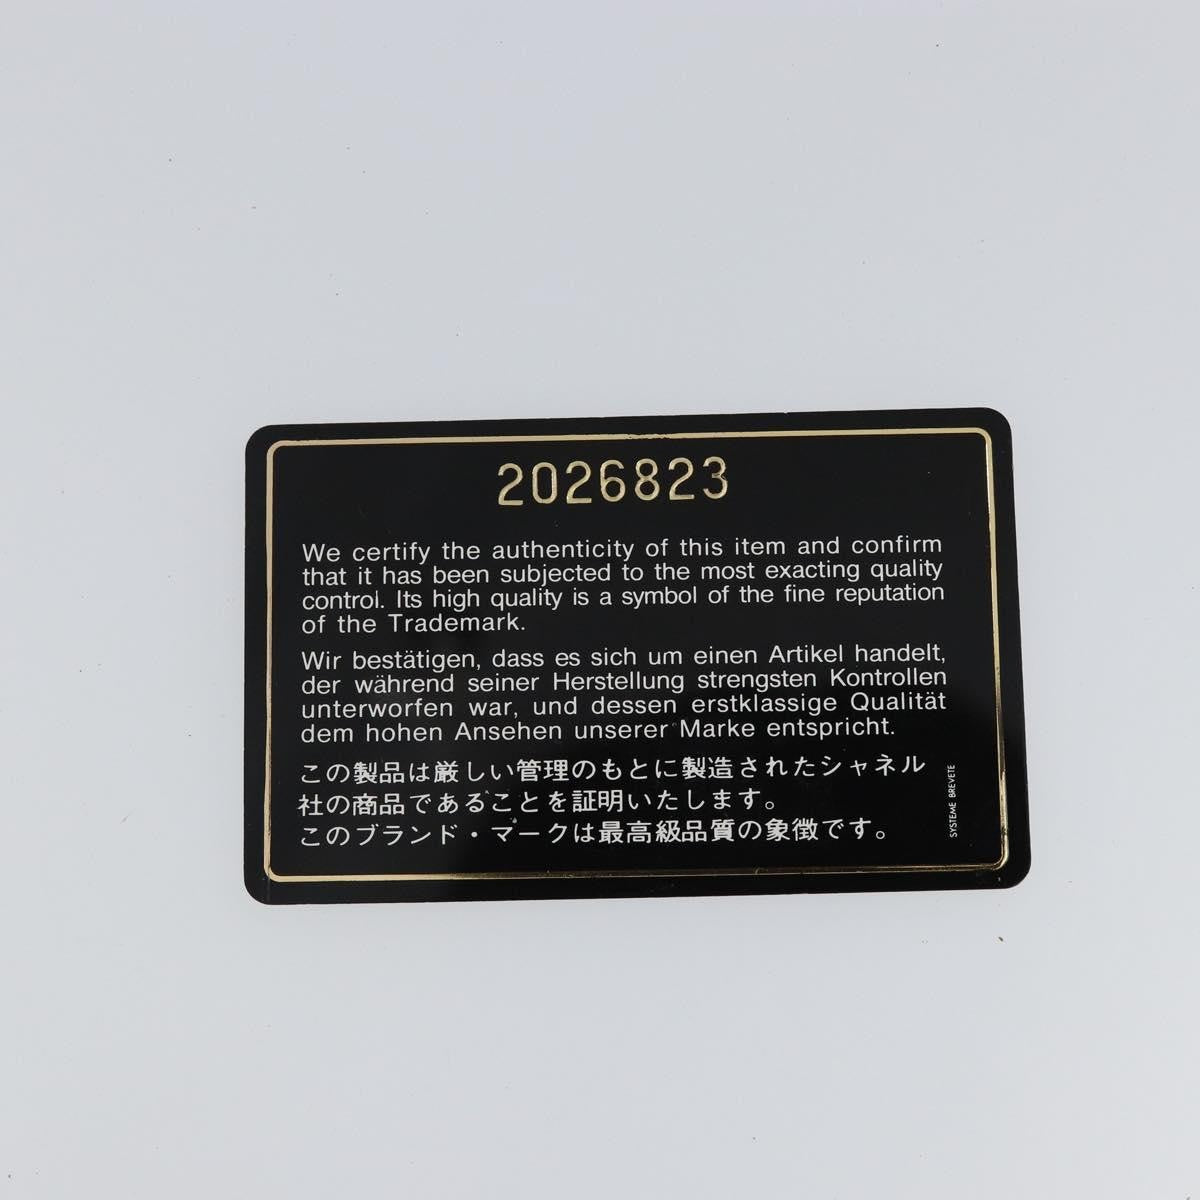 2026823
We certify the authenticity of this item and confirm
that it has been subjected to the most exacting quality
control. Its high quality is a symbol of the fine reputation
of the Trademark.
Wir bestätigen, dass es sich um einen Artikel handelt,
der während seiner Herstellung strengsten Kontrollen
unterworfen war, und dessen erstklassige Qualität
dem hohen Ansehen unserer Marke entspricht.
この製品は厳しい管理のもとに製造されたシャネル
社の商品であることを証明いたします。
このブランド・マークは最高級品質の象徴です。
SYSTEME BREVETE